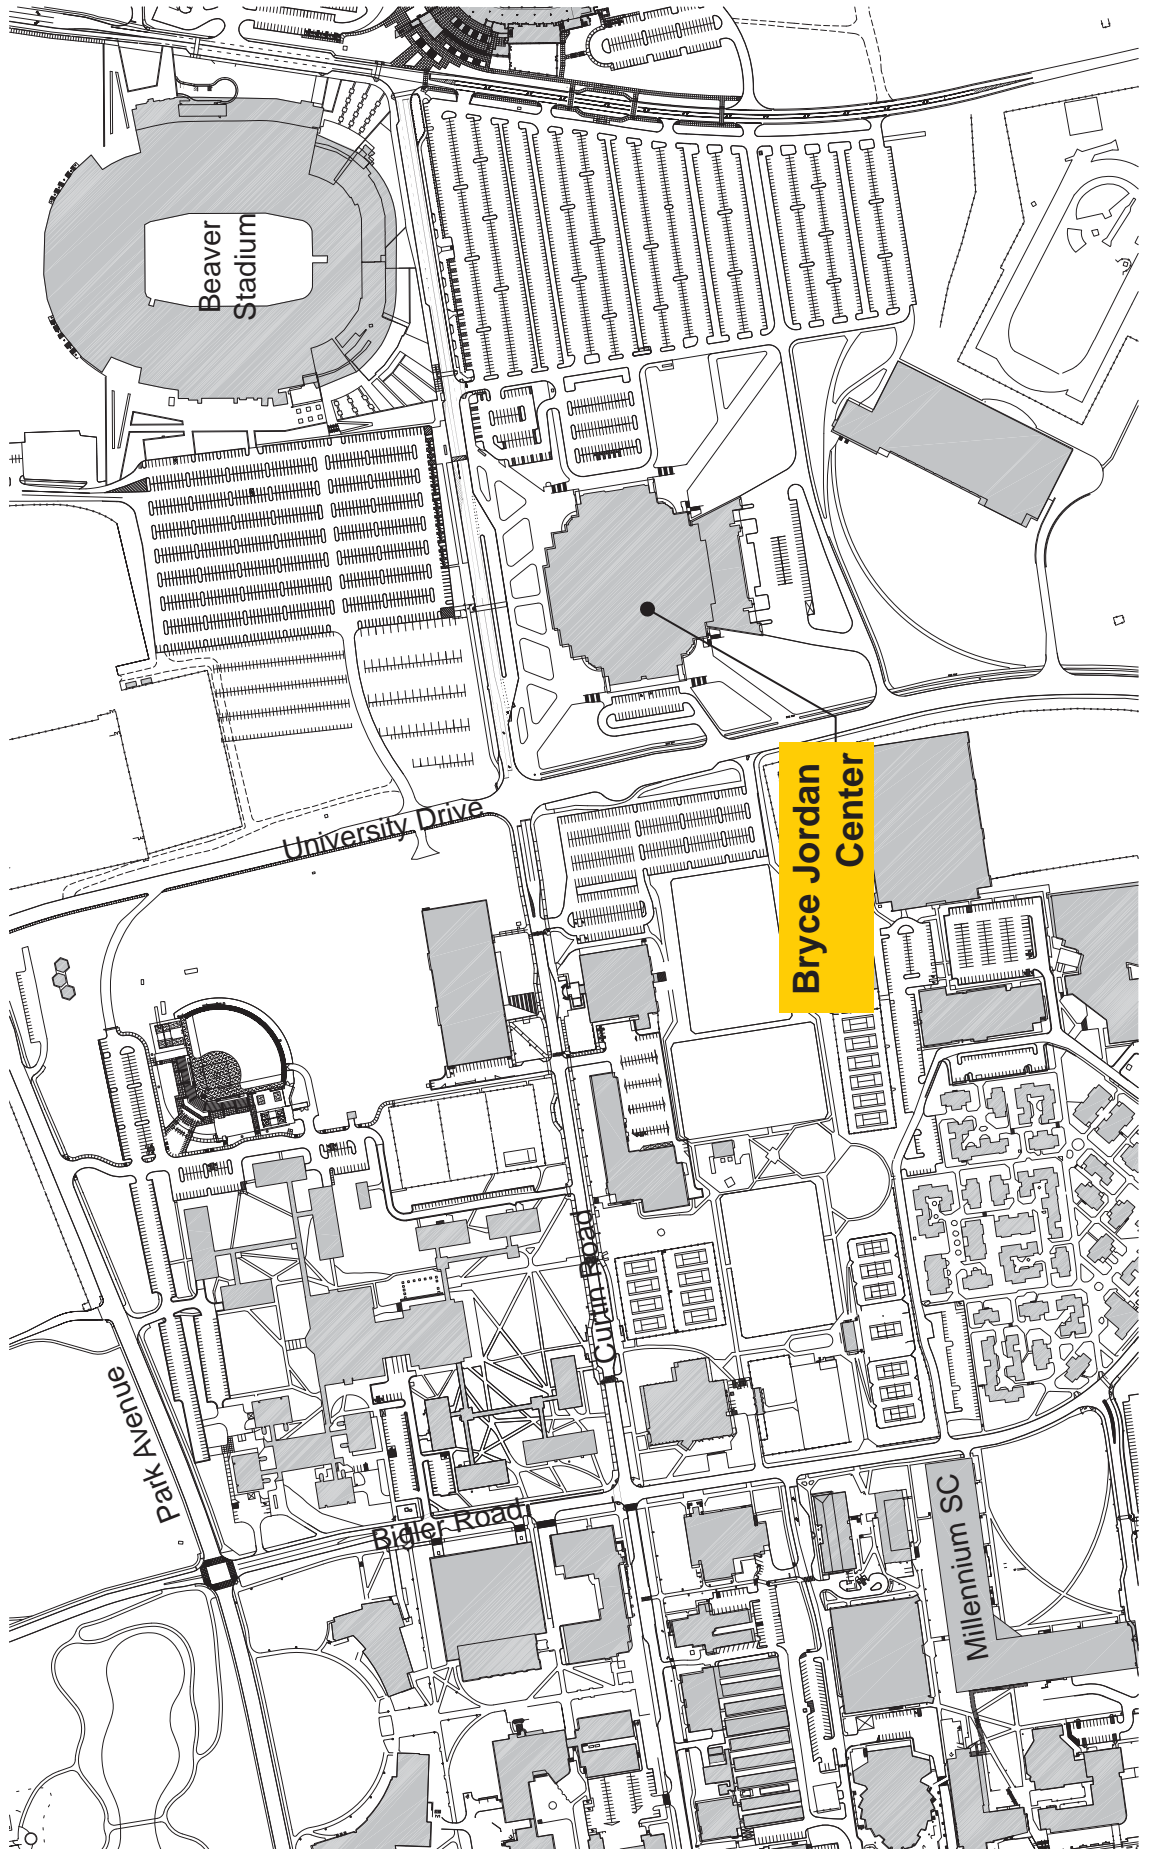 Beaver
Stadium
University Drive
Bryce Jordan
Center
Curtin Road
Park Avenue
Bigler Road
Millennium SC